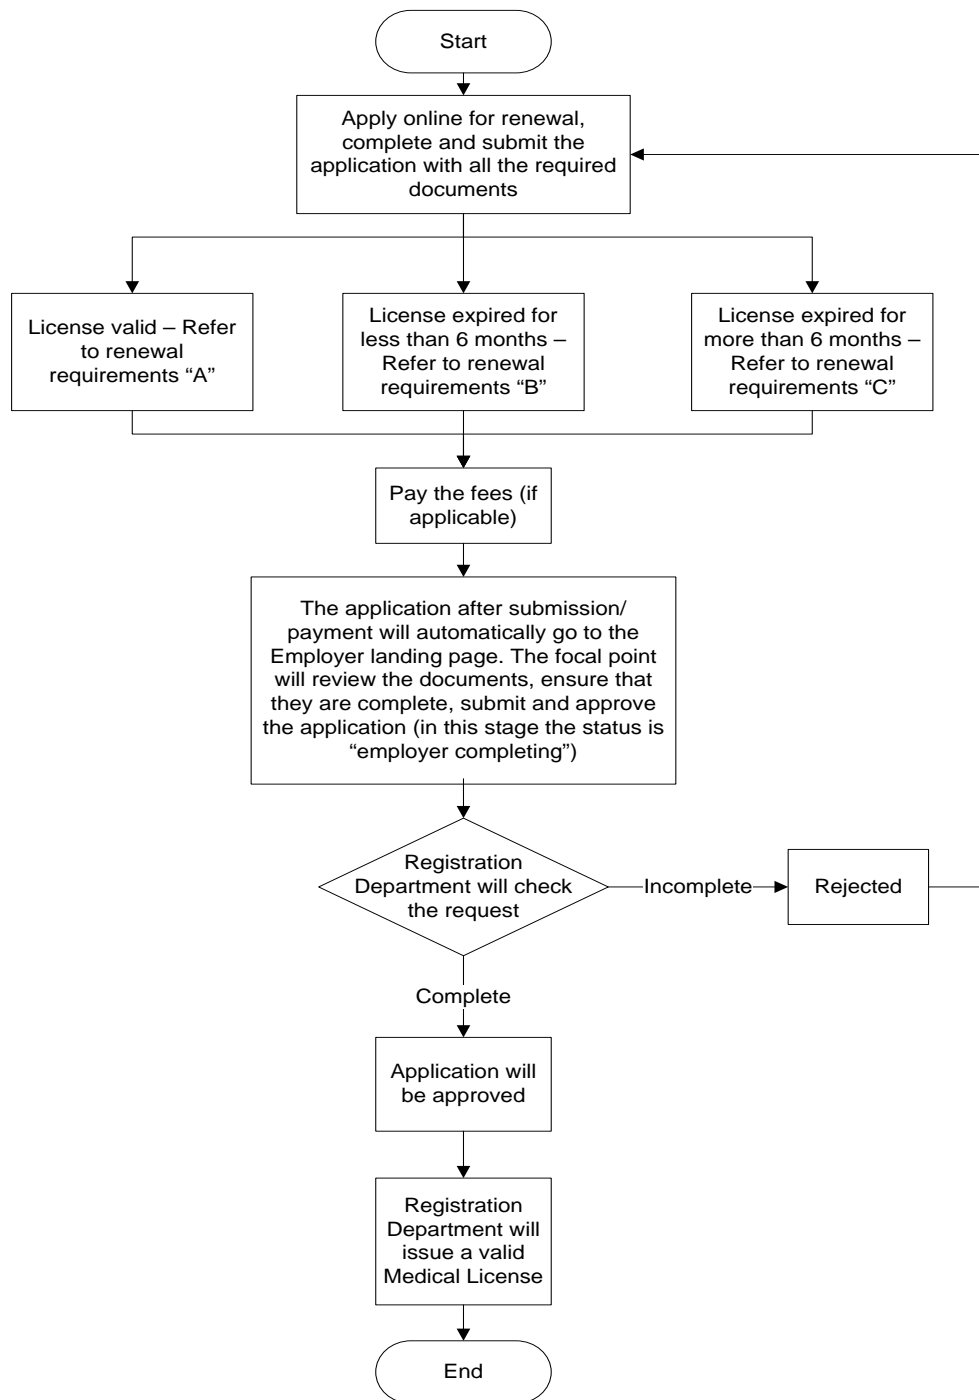 Start
Apply online for renewal,
complete and submit the
application with all the required
documents
License valid – Refer
to renewal
requirements “A”
License expired for
less than 6 months –
Refer to renewal
requirements “B”
License expired for
more than 6 months –
Refer to renewal
requirements “C”
Pay the fees (if
applicable)
The application after submission/
payment will automatically go to the
Employer landing page. The focal point
will review the documents, ensure that
they are complete, submit and approve
the application (in this stage the status is
“employer completing”)
Registration
Department will check
the request
Incomplete
Rejected
Complete
Application will
be approved
Registration
Department will
issue a valid
Medical License
End